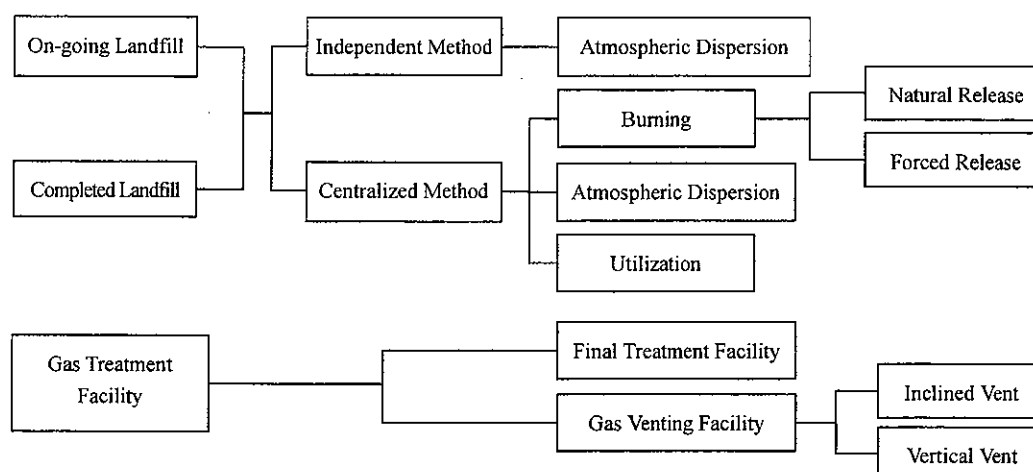 On-going Landfill
Independent Method
Atmospheric Dispersion
Natural Release
Burning
Forced Release
Completed Landfill
Centralized Method
Atmospheric Dispersion
Utilization
Gas Treatment
Facility
Final Treatment Facility
Gas Venting Facility
Inclined Vent
Vertical Vent